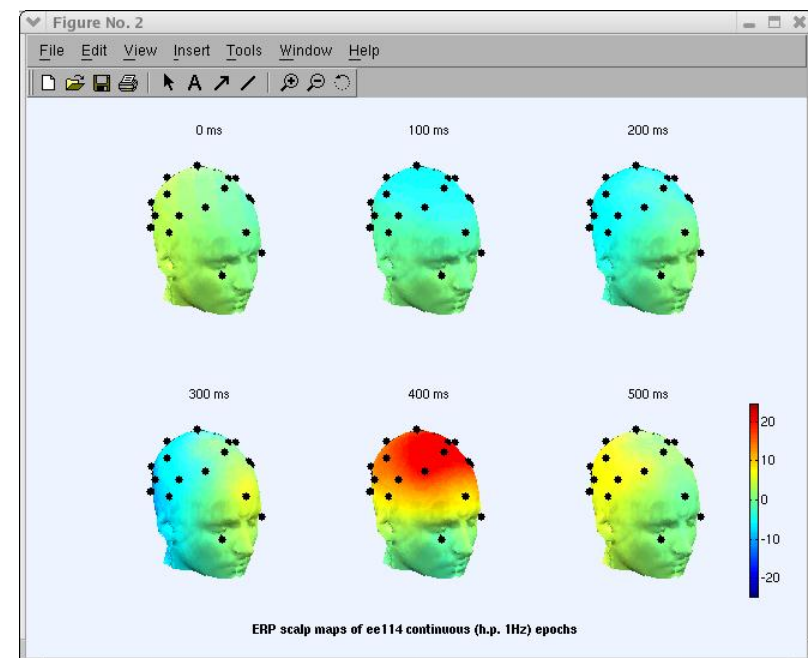 Figure No. 2
File Edit View Insert Tools Window Help
A
0 ms 100 ms 200 ms
300 ms 400 ms 500 ms
20
10
0
-10
-20
ERP scalp maps of ee114 continuous (h.p. 1Hz) epochs